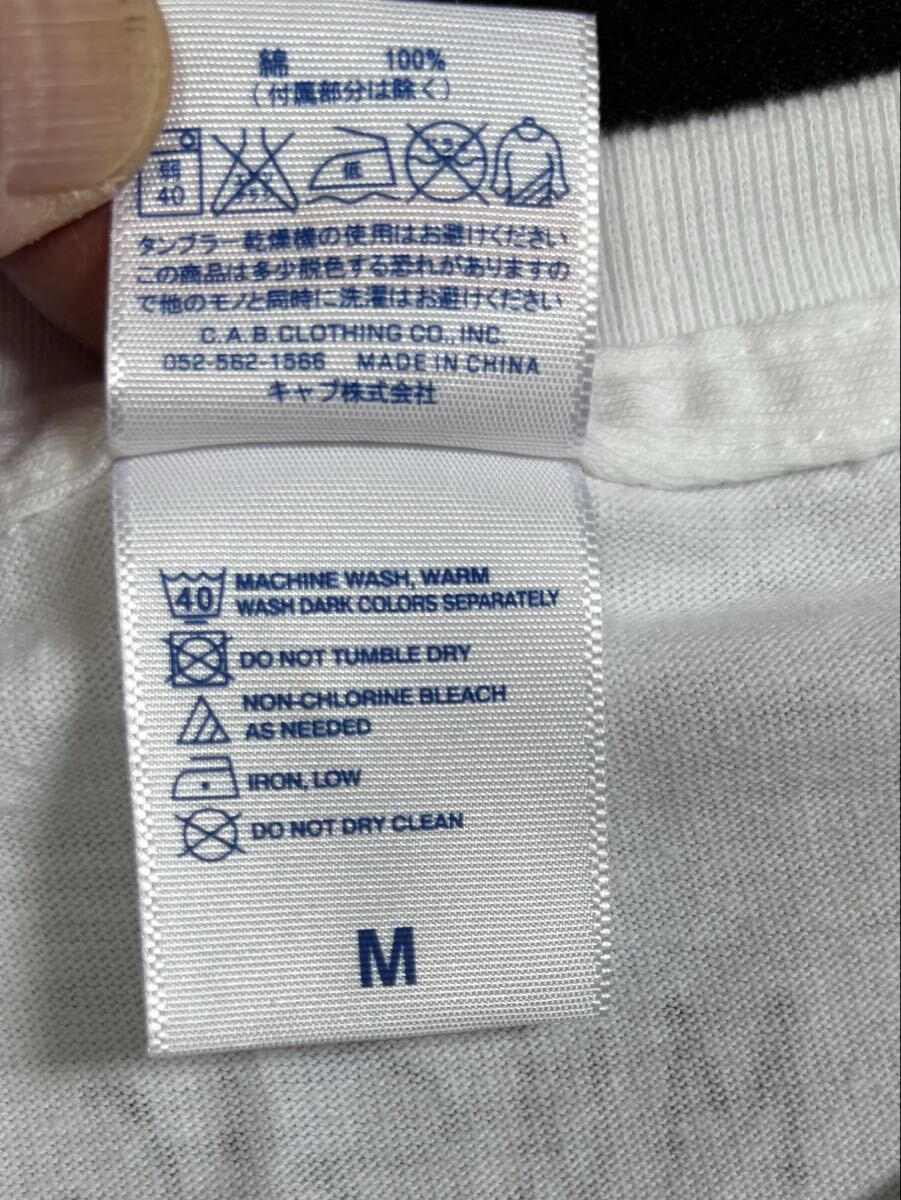 綿 100%
(付属部分は除く)
弱 40 低
タンブラー乾燥機の使用はお避けください
この商品は多少脱色する恐れがありますの
で他のモノと同時に洗濯はお避けください
C.A.B.CLOTHING CO., INC.
052-562-1566 MADE IN CHINA
キャブ株式会社
40 MACHINE WASH, WARM
WASH DARK COLORS SEPARATELY
DO NOT TUMBLE DRY
NON-CHLORINE BLEACH
AS NEEDED
IRON, LOW
DO NOT DRY CLEAN
M